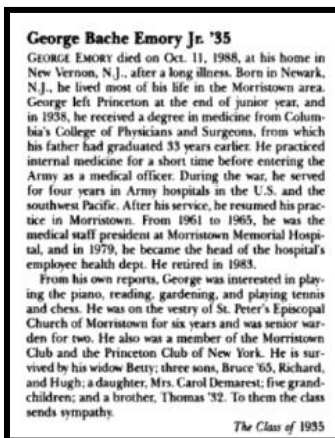 George Bache Emory Jr. '35
GEORGE EMORY died on Oct. 11, 1988, at his home in
New Vernon, N.J., after a long illness. Born in Newark,
N.J., he lived most of his life in the Morristown area.
George left Princeton at the end of junior year, and
in 1938, he received a degree in medicine from Colum-
bia's College of Physicians and Surgeons, from which
his father had graduated 33 years earlier. He practiced
internal medicine for a short time before entering the
Army as a medical officer. During the war, he served
for four years in Army hospitals in the U.S. and the
southwest Pacific. After his service, he resumed his prac-
tice in Morristown. From 1961 to 1965, he was the
medical staff president at Morristown Memorial Hospi-
tal, and in 1979, he became the head of the hospital's
employee health dept. He retired in 1983.
From his own reports, George was interested in play-
ing the piano, reading, gardening, and playing tennis
and chess. He was on the vestry of St. Peter's Episcopal
Church of Morristown for six years and was senior war-
den for two. He also was a member of the Morristown
Club and the Princeton Club of New York. He is sur-
vived by his widow Betty; three sons, Bruce '65, Richard,
and Hugh; a daughter, Mrs. Carol Demarest; five grand-
children; and a brother, Thomas '32. To them the class
sends sympathy.
The Class of 1935